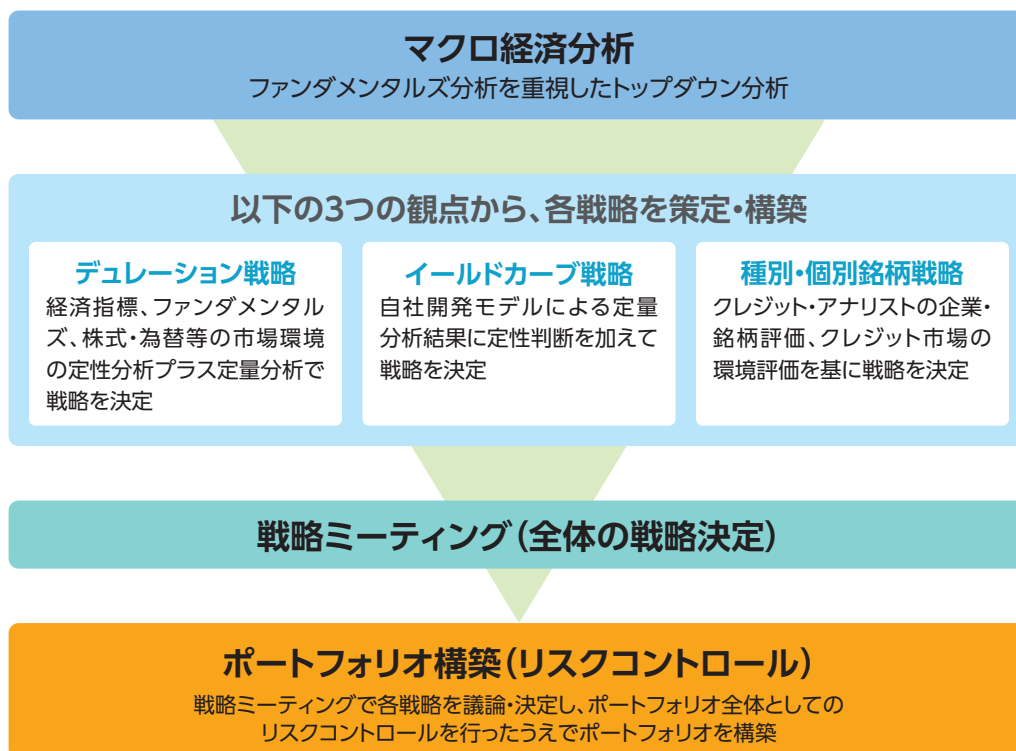 マクロ経済分析
ファンダメンタルズ分析を重視したトップダウン分析
以下の3つの観点から、各戦略を策定・構築
デュレーション戦略
経済指標、ファンダメンタル
ズ、株式・為替等の市場環境
の定性分析プラス定量分析で
戦略を決定
イールドカーブ戦略
自社開発モデルによる定量
分析結果に定性判断を加えて
戦略を決定
種別・個別銘柄戦略
クレジット・アナリストの企業・
銘柄評価、クレジット市場の
環境評価を基に戦略を決定
戦略ミーティング(全体の戦略決定)
ポートフォリオ構築(リスクコントロール)
戦略ミーティングで各戦略を議論・決定し、ポートフォリオ全体としての
リスクコントロールを行ったうえでポートフォリオを構築